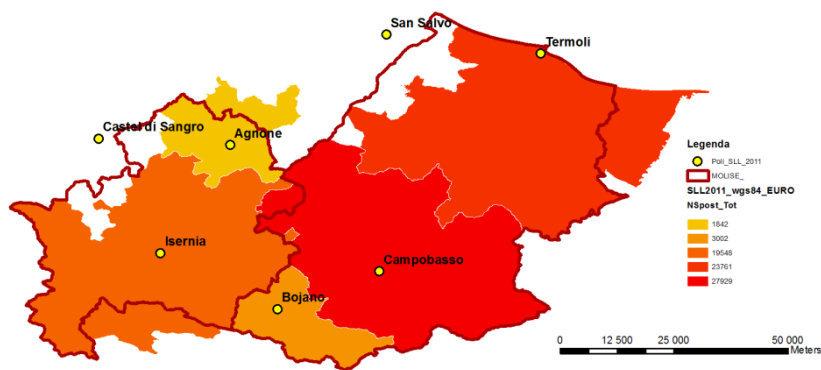 San Salvo
Termoli
Castel di Sangro
Agnone
Legenda
Poli_SLL_2011
MOLISE_
SLL2011_wgs84_EURO
NSpost_Tot
1842
3002
19548
23761
27929
Isernia
Campobasso
Bojano
0 12 500 25 000 50 000
Meters